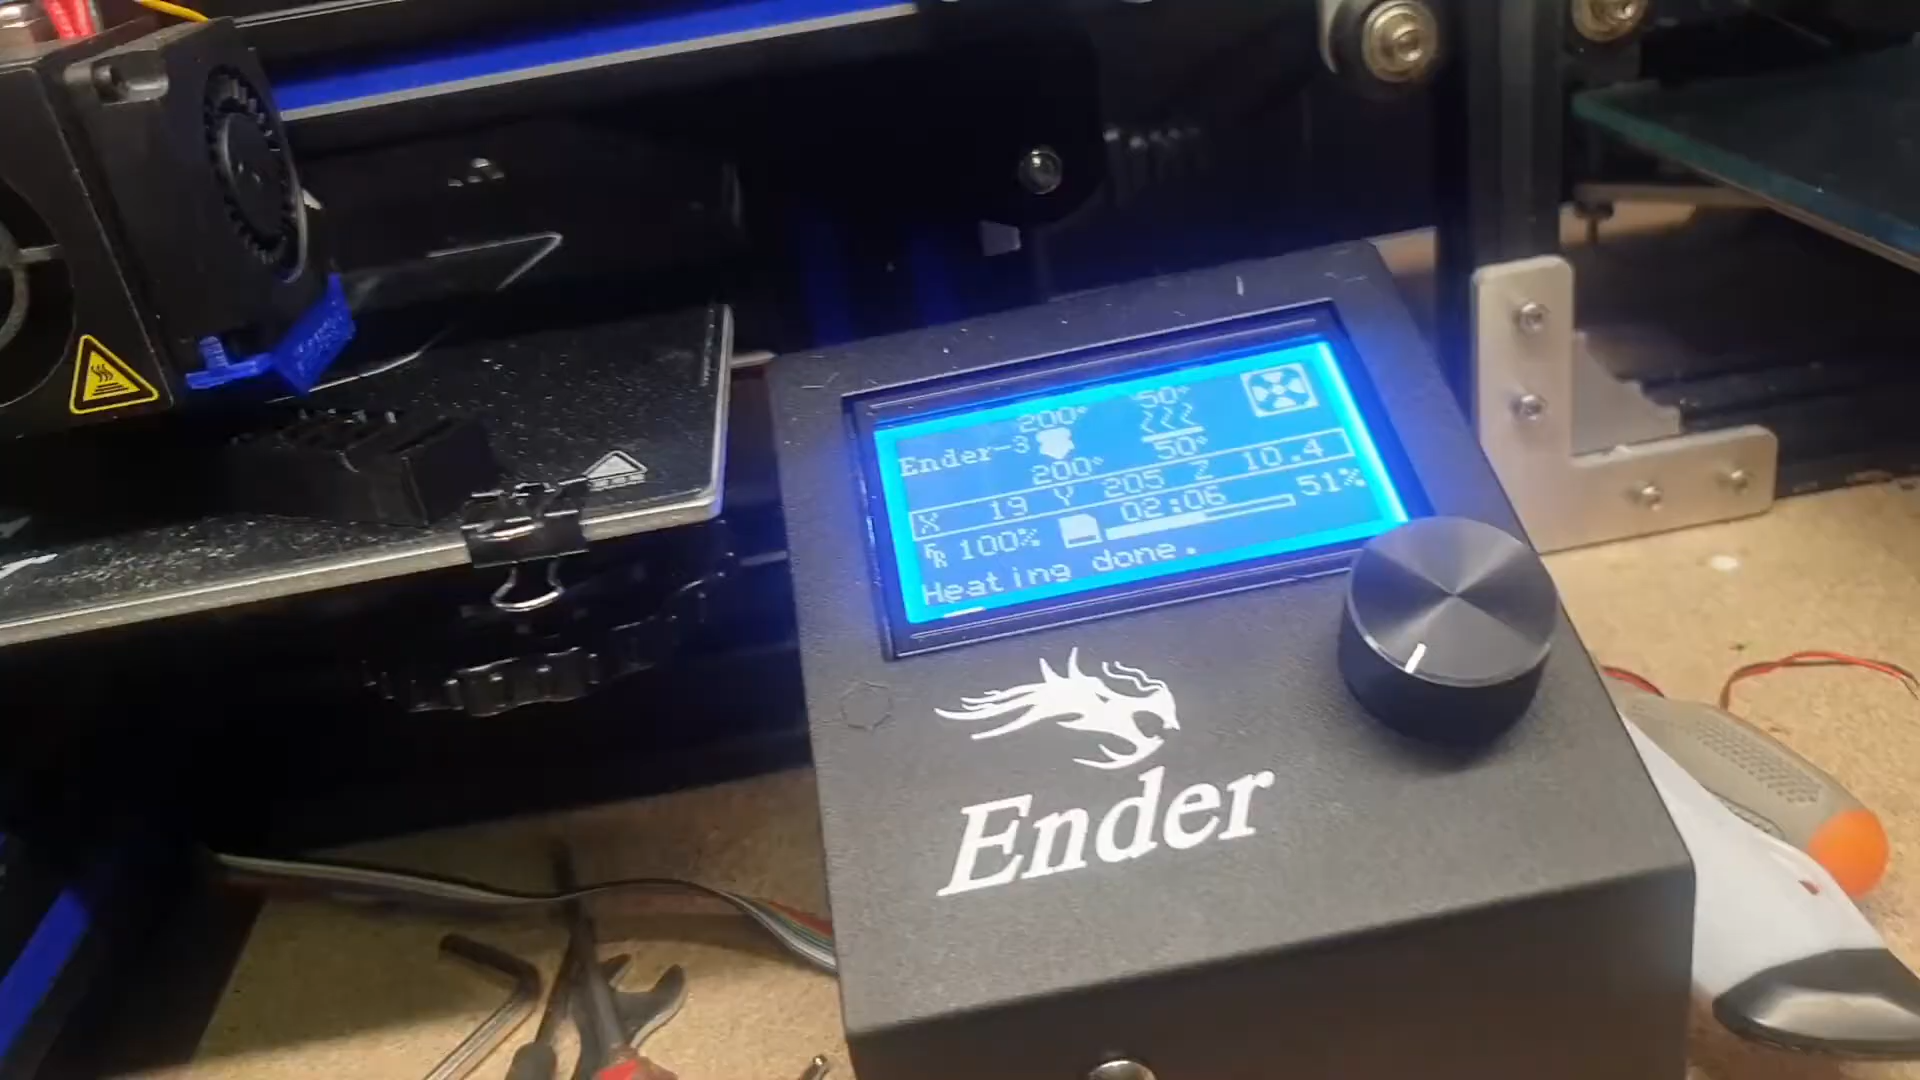 200° 50°
Ender-3
200° 50°
X 19 Y 205 Z 10.4
FR 100% 02:06 51%
Heating done.
Ender